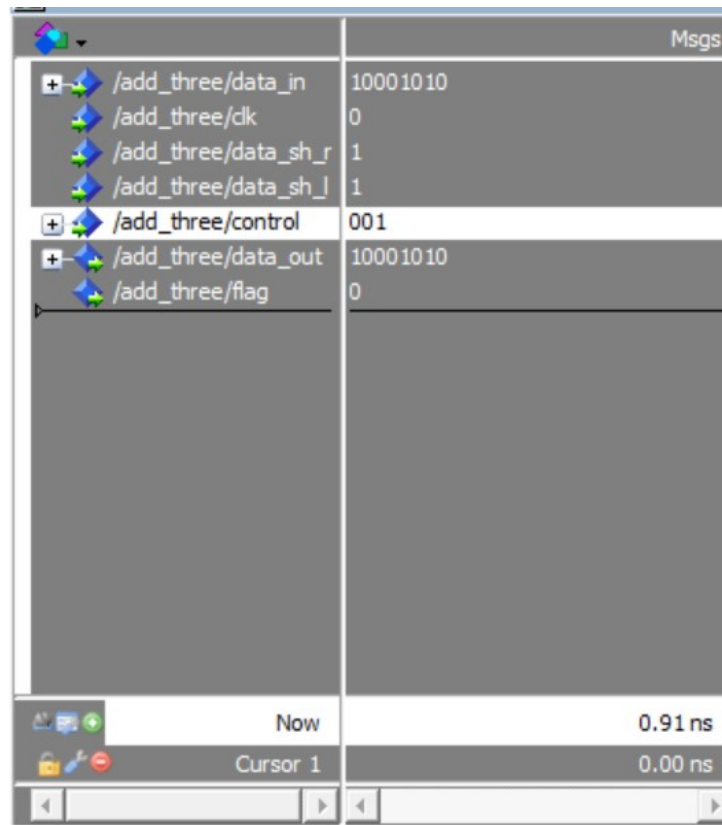 Msgs
/add_three/data_in 10001010
/add_three/clk 0
/add_three/data_sh_r 1
/add_three/data_sh_l 1
/add_three/control 001
/add_three/data_out 10001010
/add_three/flag 0
Now 0.91 ns
Cursor 1 0.00 ns